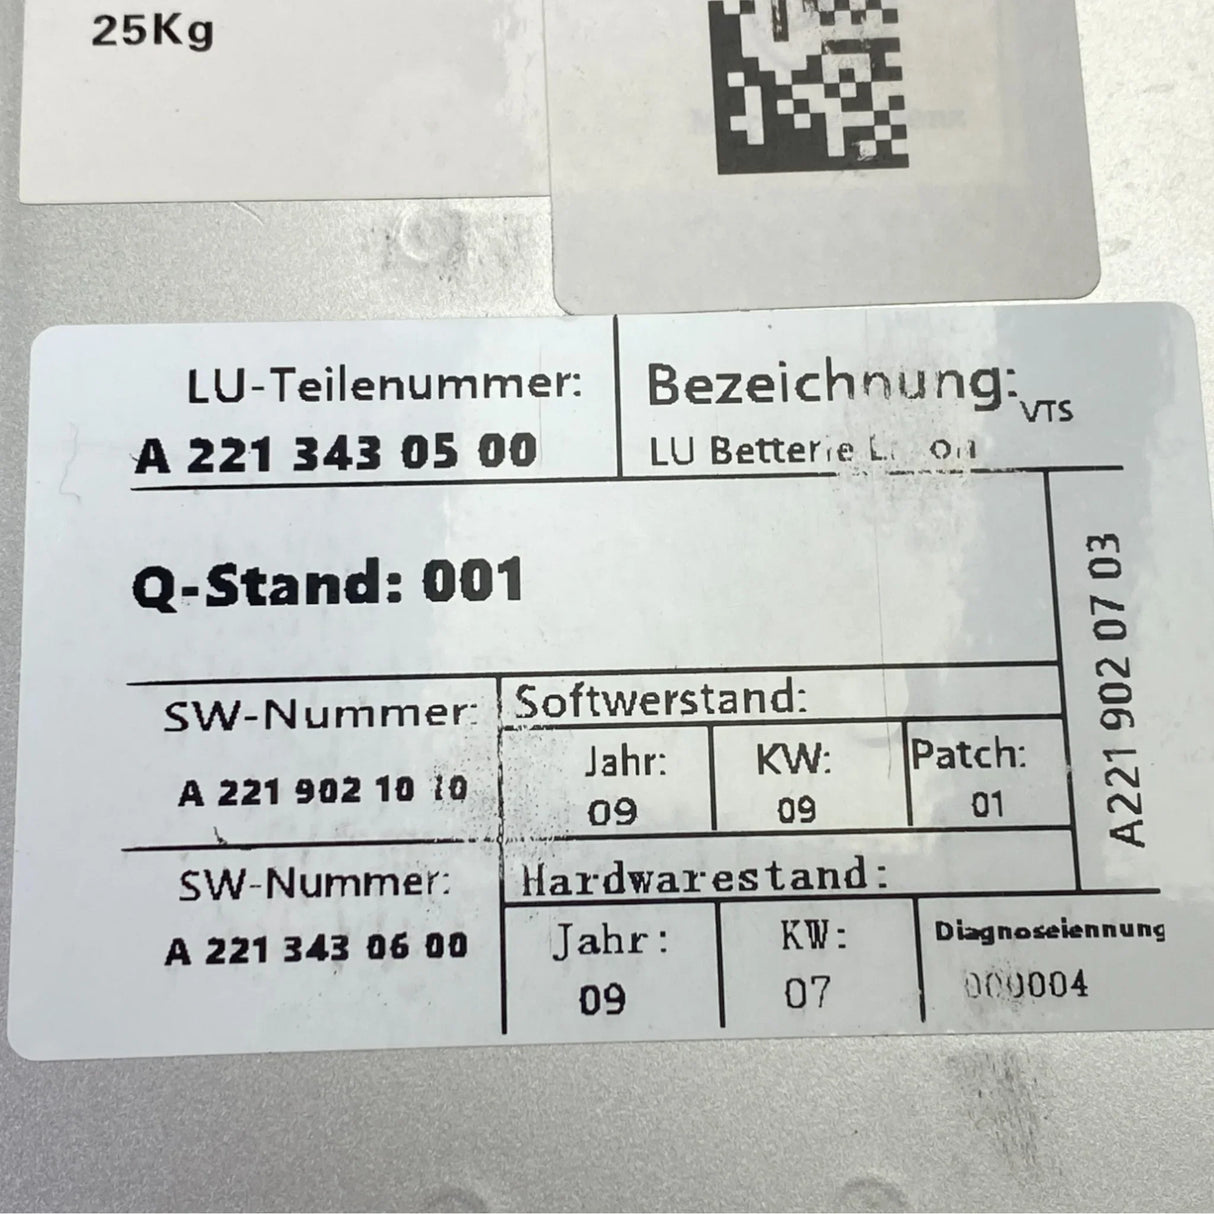 25Kg
LU-Teilenummer:
A 221 343 05 00
Bezeichnung:
VTS
LU Betterie
Q-Stand: 001
SW-Nummer:
A 221 902 10 10
Softwerstand:
Jahr:
09
KW:
09
Patch:
01
A221 902 07 03
SW-Nummer:
A 221 343 06 00
Hardwarestand:
Jahr:
09
KW:
07
Diagnoseiennung
000004